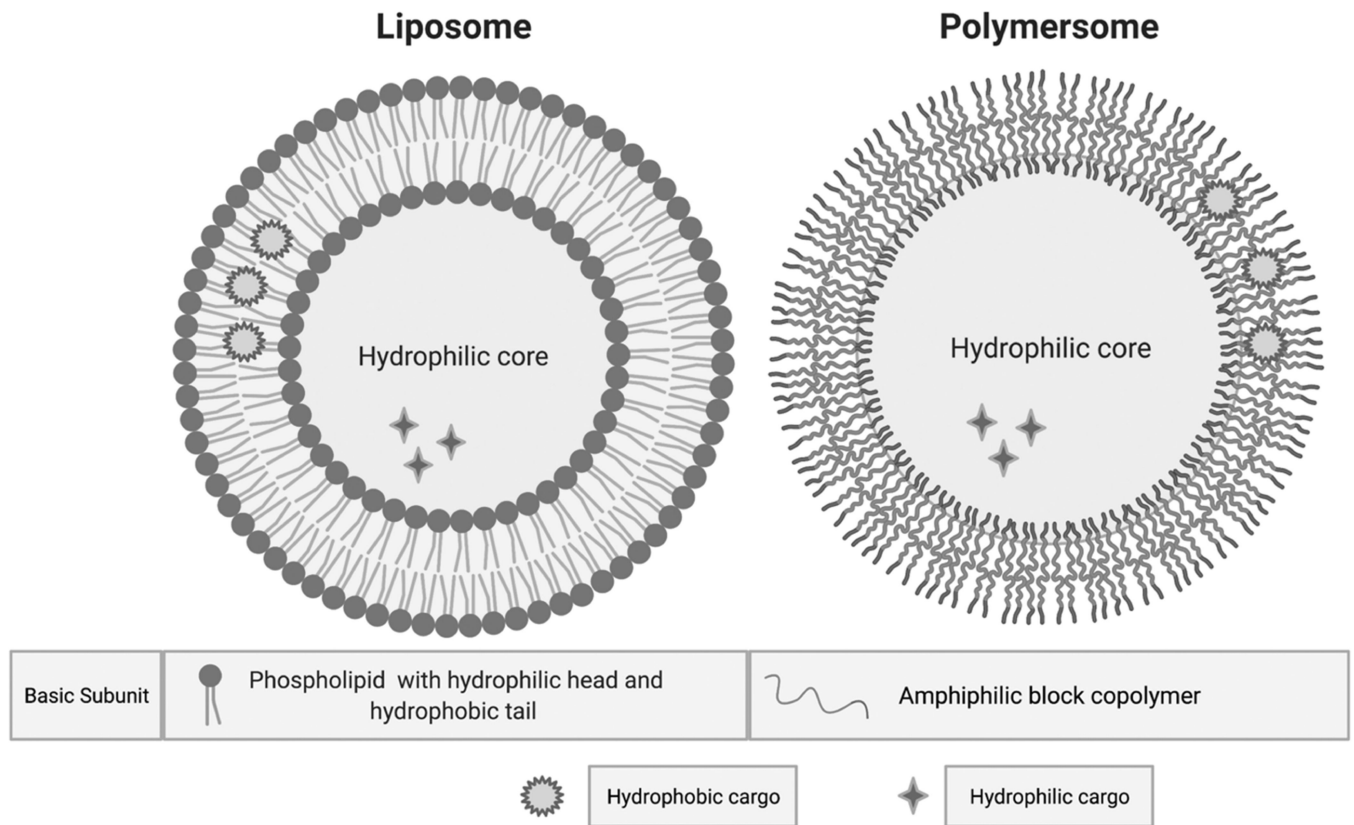 Liposome
Polymersome
Hydrophilic core
Hydrophilic core
Basic Subunit
Phospholipid with hydrophilic head and
hydrophobic tail
Amphiphilic block copolymer
Hydrophobic cargo
Hydrophilic cargo